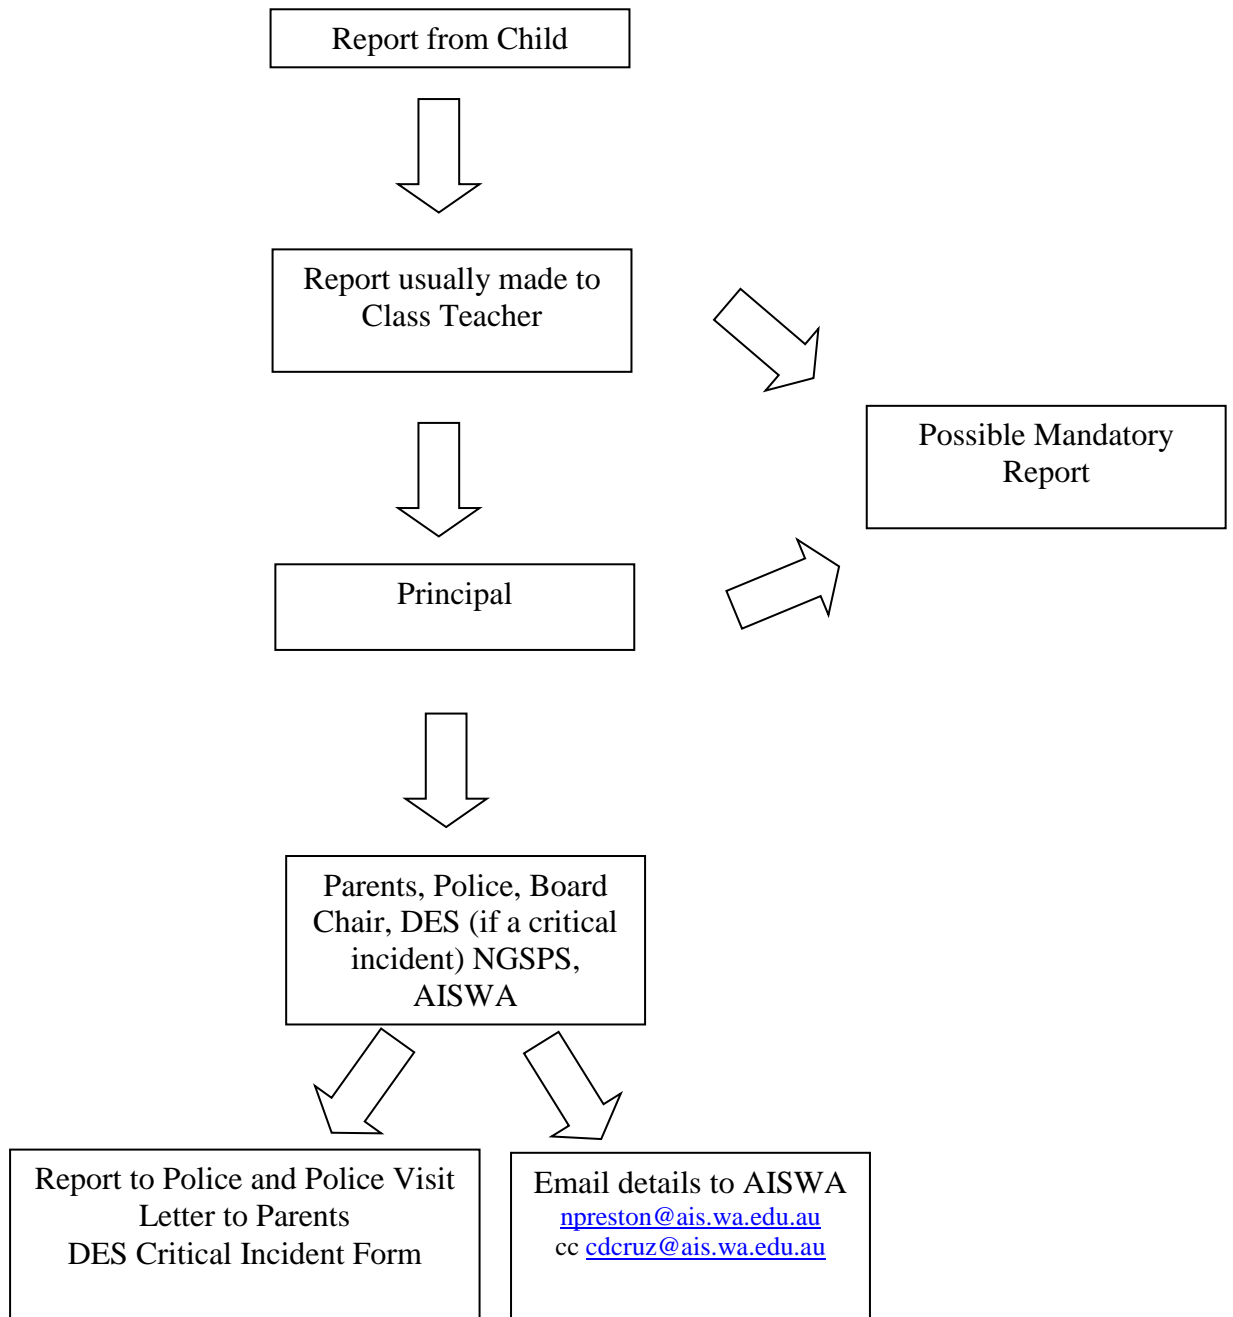 Report from Child
Report usually made to
Class Teacher
Possible Mandatory
Report
Principal
Parents, Police, Board
Chair, DES (if a critical
incident) NGSPS,
AISWA
Report to Police and Police Visit
Letter to Parents
DES Critical Incident Form
Email details to AISWA
npreston@ais.wa.edu.au
cc cdcruz@ais.wa.edu.au